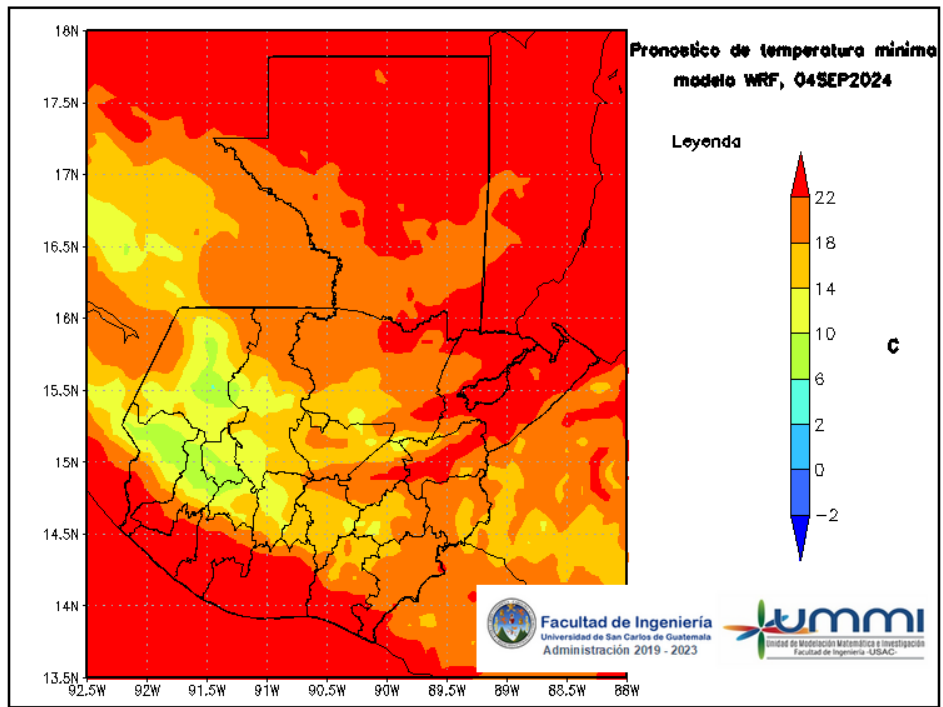 Pronostico de temperatura minima
modelo WRF, 04SEP2024
Leyenda
22
18
14
10
6
2
0
−2
C
18N
17.5N
17N
16.5N
16N
15.5N
15N
14.5N
14N
13.5N
92.5W 92W 91.5W 91W 90.5W 90W 89.5W 89W 88.5W 88W
Facultad de Ingeniería
Universidad de San Carlos de Guatemala
Administración 2019 - 2023
ummi
Unidad de Modelación Matemática e Investigación
Facultad de Ingeniería -USAC-